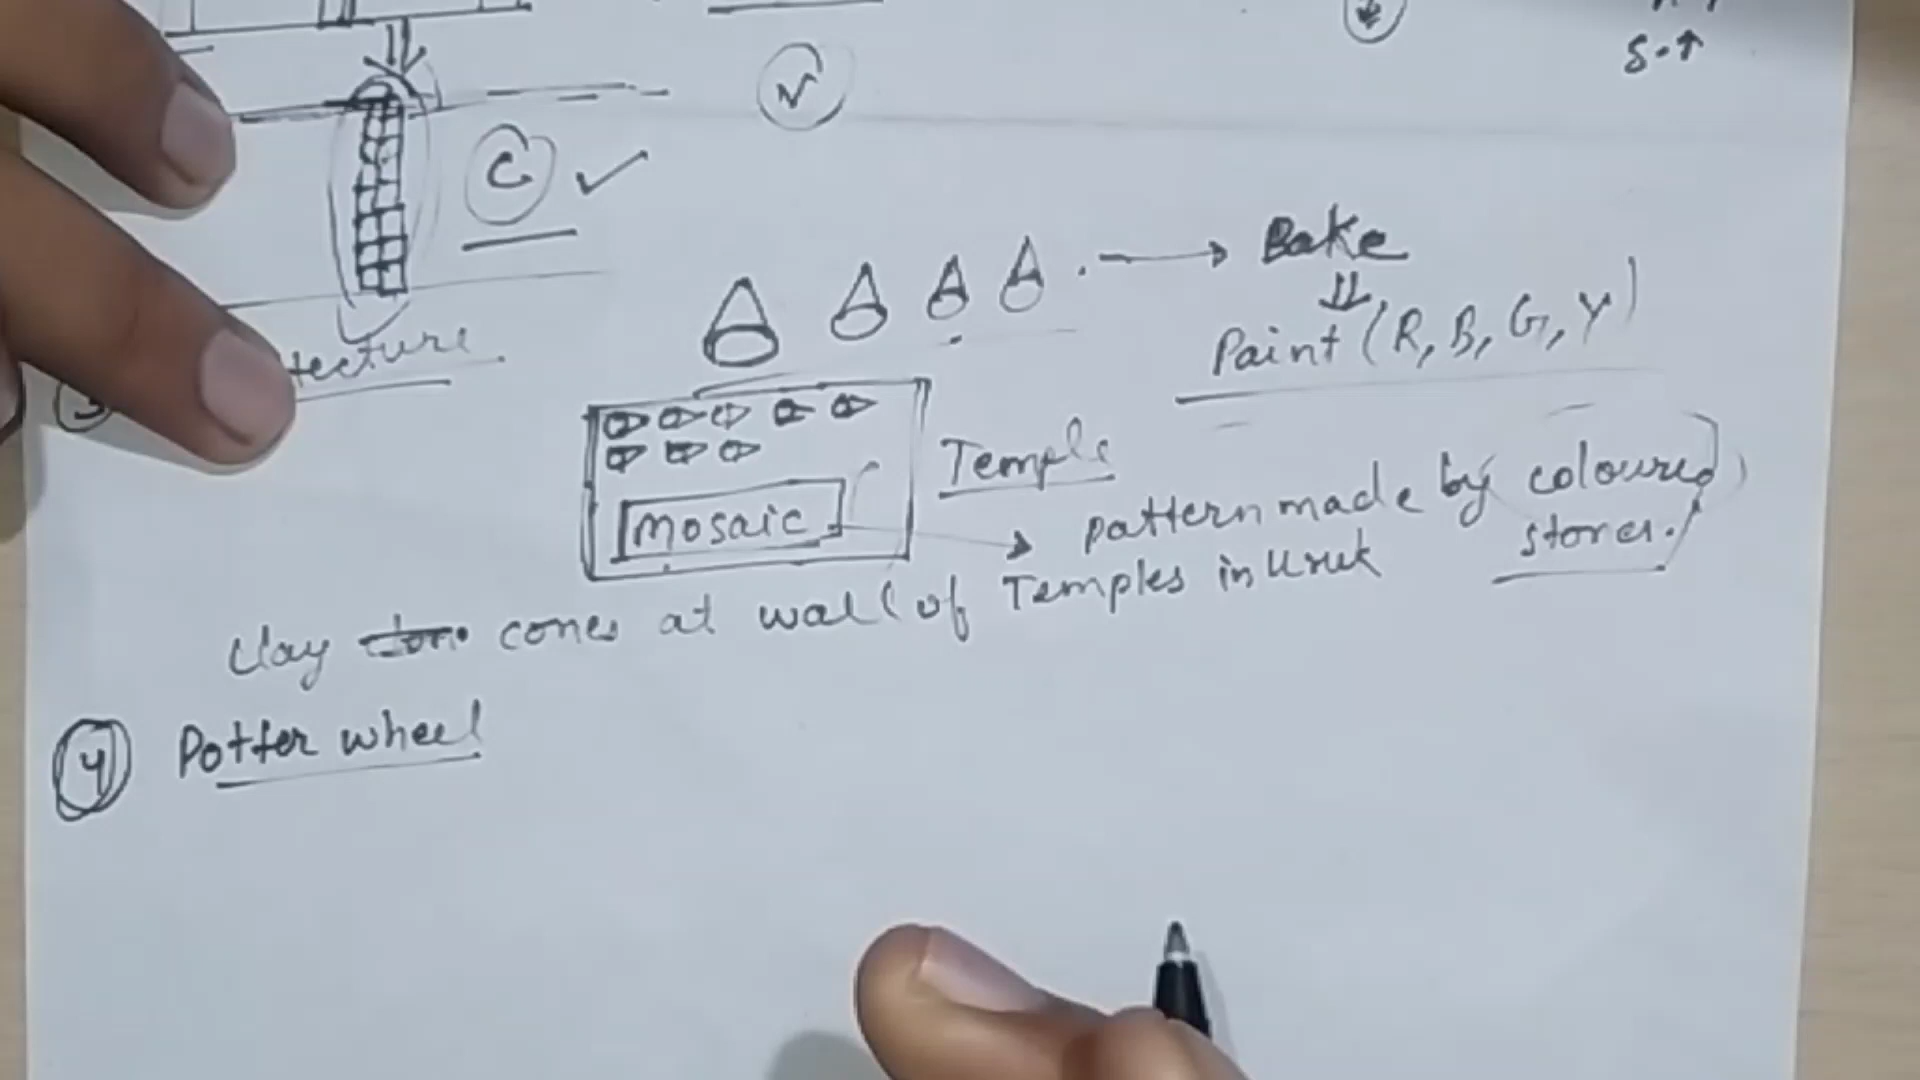 S.↑
C ✓
Bake
Paint (R, B, G, Y)
3
tecture
Temple
mosaic
pattern made by coloured
stones.
Clay cones at wall of Temples in Uruk
4 Potter wheel